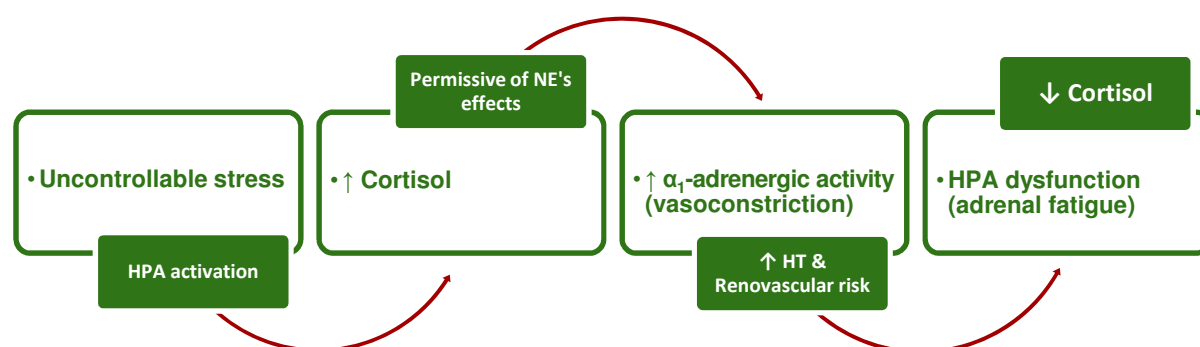 • Uncontrollable stress
HPA activation
Permissive of NE's
effects
• ↑ Cortisol
• ↑ α₁-adrenergic activity
(vasoconstriction)
↑ HT &
Renovascular risk
↓ Cortisol
• HPA dysfunction
(adrenal fatigue)